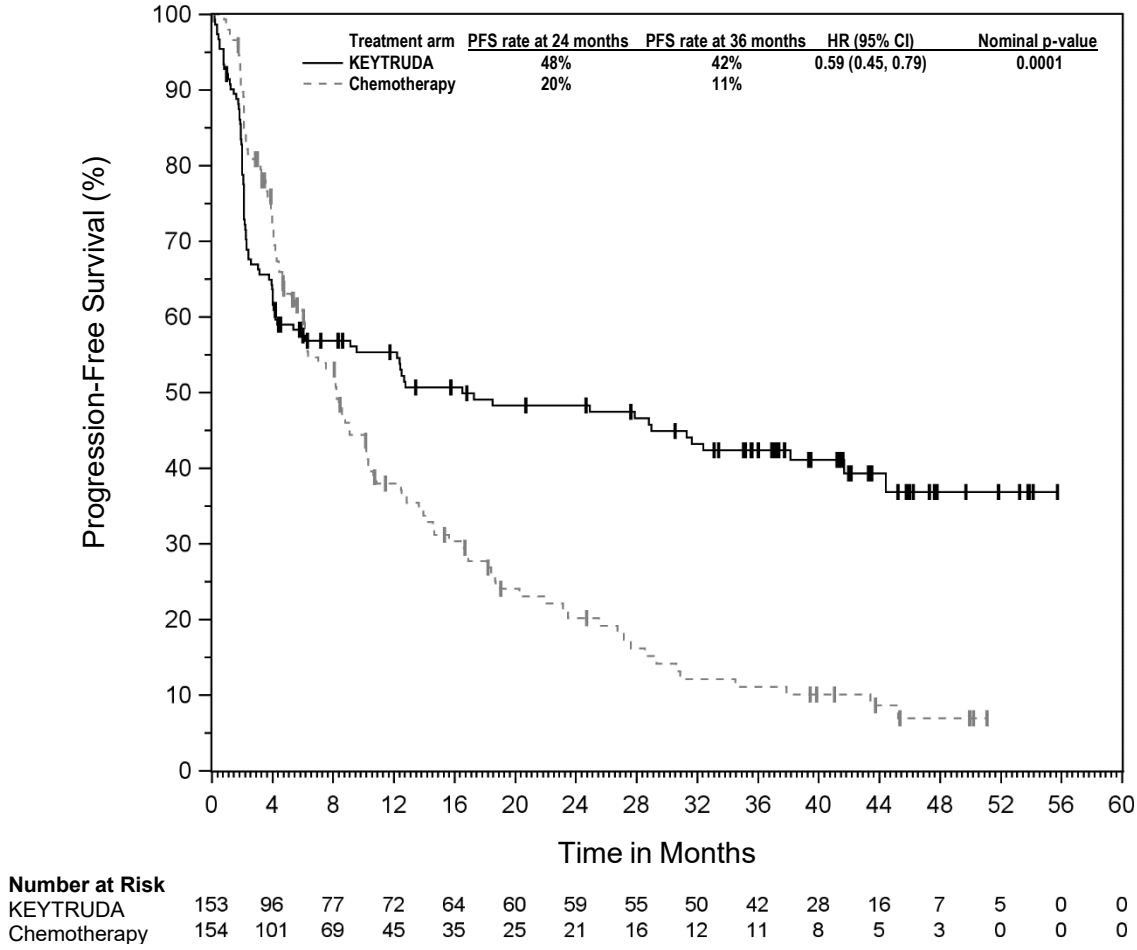 Treatment arm PFS rate at 24 months PFS rate at 36 months HR (95% CI) Nominal p-value
KEYTRUDA 48% 42% 0.59 (0.45, 0.79) 0.0001
Chemotherapy 20% 11%
Progression-Free Survival (%)
100
90
80
70
60
50
40
30
20
10
0
0 4 8 12 16 20 24 28 32 36 40 44 48 52 56 60
Time in Months
Number at Risk
KEYTRUDA 153 96 77 72 64 60 59 55 50 42 28 16 7 5 0 0
Chemotherapy 154 101 69 45 35 25 21 16 12 11 8 5 3 0 0 0